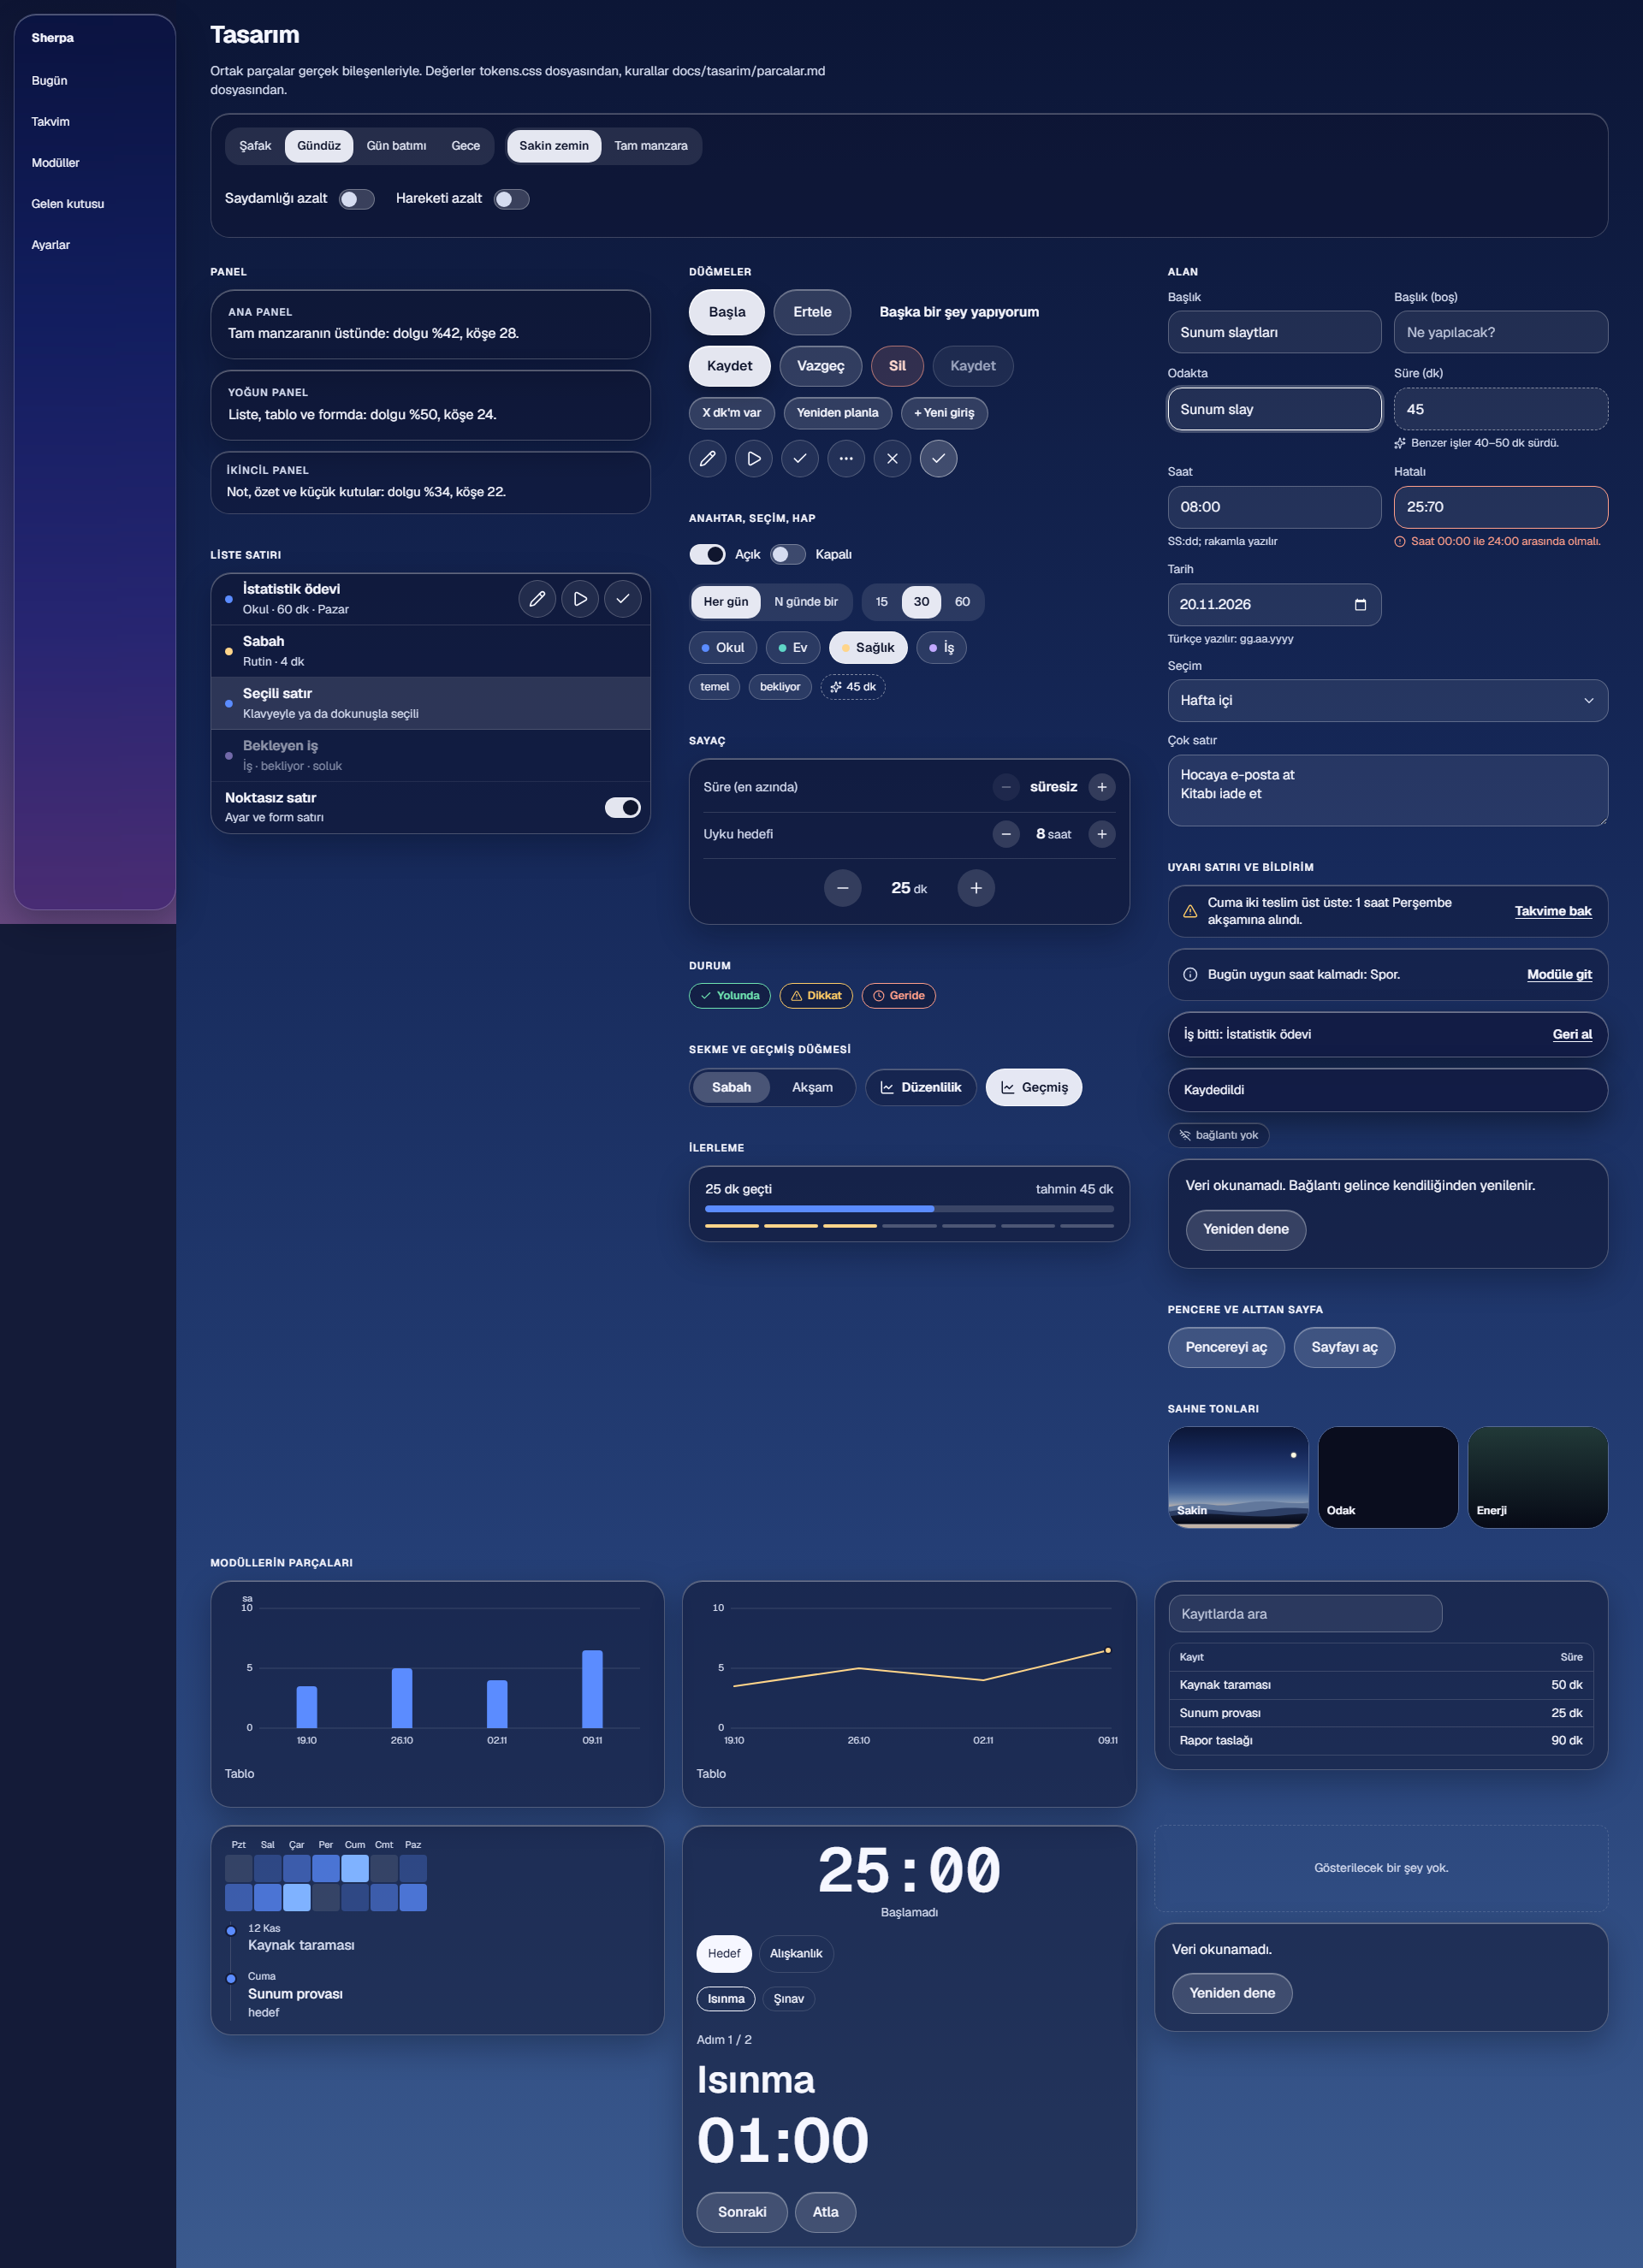 Sherpa
Bugün
Takvim
Modüller
Gelen kutusu
Ayarlar
Tasarım
Ortak parçalar gerçek bileşenleriyle. Değerler tokens.css dosyasından, kurallar docs/tasarim/parcalar.md
dosyasından.
Şafak Gündüz Gün batımı Gece Sakin zemin Tam manzara
Saydamlığı azalt Hareketi azalt
PANEL
ANA PANEL
Tam manzaranın üstünde: dolgu %42, köşe 28.
YOĞUN PANEL
Liste, tablo ve formda: dolgu %50, köşe 24.
İKİNCİL PANEL
Not, özet ve küçük kutular: dolgu %34, köşe 22.
LİSTE SATIRI
İstatistik ödevi
Okul · 60 dk · Pazar
Sabah
Rutin · 4 dk
Seçili satır
Klavyeyle ya da dokunuşla seçili
Bekleyen iş
İş · bekliyor · soluk
Noktasız satır
Ayar ve form satırı
DÜĞMELER
Başla Ertele Başka bir şey yapıyorum
Kaydet Vazgeç Sil Kaydet
X dk'm var Yeniden planla + Yeni giriş
ANAHTAR, SEÇİM, HAP
Açık Kapalı
Her gün N günde bir 15 30 60
Okul Ev Sağlık İş
temel bekliyor 45 dk
SAYAÇ
Süre (en azında) − süresiz +
Uyku hedefi − 8 saat +
− 25 dk +
DURUM
Yolunda Dikkat Geride
SEKME VE GEÇMİŞ DÜĞMESİ
Sabah Akşam Düzenlilik Geçmiş
İLERLEME
25 dk geçti tahmin 45 dk
ALAN
Başlık Başlık (boş)
Sunum slaytları Ne yapılacak?
Odakta Süre (dk)
Sunum slay 45
Benzer işler 40–50 dk sürdü.
Saat Hatalı
08:00 25:70
SS:dd; rakamla yazılır Saat 00:00 ile 24:00 arasında olmalı.
Tarih
20.11.2026
Türkçe yazılır: gg.aa.yyyy
Seçim
Hafta içi
Çok satır
Hocaya e-posta at
Kitabı iade et
UYARI SATIRI VE BİLDİRİM
Cuma iki teslim üst üste: 1 saat Perşembe
akşamına alındı.
Takvime bak
Bugün uygun saat kalmadı: Spor. Modüle git
İş bitti: İstatistik ödevi Geri al
Kaydedildi
bağlantı yok
Veri okunamadı. Bağlantı gelince kendiliğinden yenilenir.
Yeniden dene
PENCERE VE ALTTAN SAYFA
Pencereyi aç Sayfayı aç
SAHNE TONLARI
Sakin Odak Enerji
MODÜLLERİN PARÇALARI
sa
10
5
0
19.10 26.10 02.11 09.11
Tablo
10
5
0
19.10 26.10 02.11 09.11
Tablo
Kayıtlarda ara
Kayıt Süre
Kaynak taraması 50 dk
Sunum provası 25 dk
Rapor taslağı 90 dk
Pzt Sal Çar Per Cum Cmt Paz
12 Kas
Kaynak taraması
Cuma
Sunum provası
hedef
25:00
Başlamadı
Hedef Alışkanlık
Isınma Şınav
Adım 1 / 2
Isınma
01:00
Sonraki Atla
Gösterilecek bir şey yok.
Veri okunamadı.
Yeniden dene